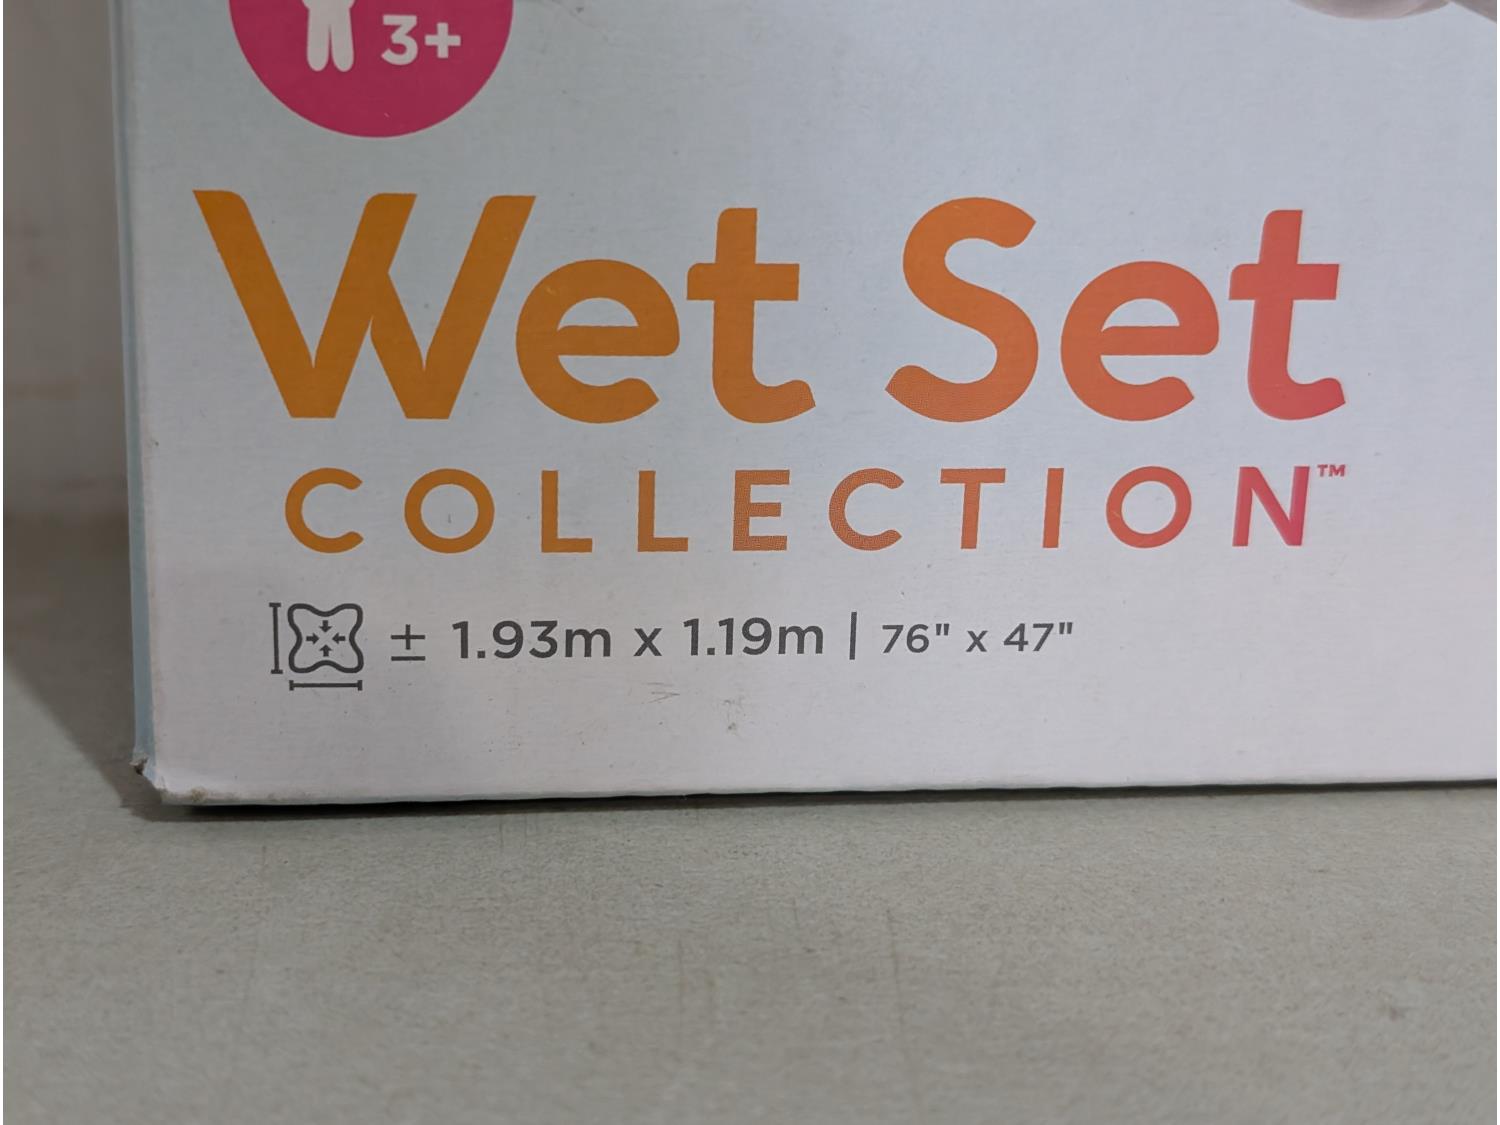 3+
Wet Set
COLLECTION™
± 1.93m x 1.19m | 76" x 47"